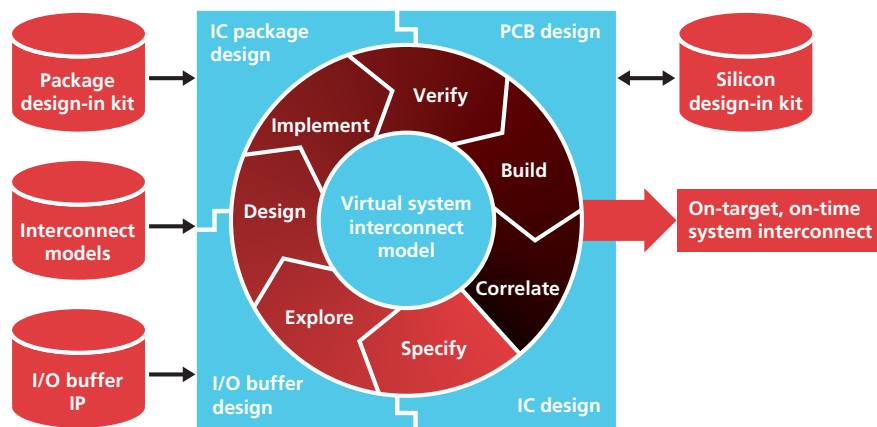 Package
design-in kit
Interconnect
models
I/O buffer
IP
IC package
design
PCB design
Implement
Verify
Build
Design
Virtual system
interconnect
model
Correlate
Explore
Specify
I/O buffer
design
IC design
Silicon
design-in kit
On-target, on-time
system interconnect